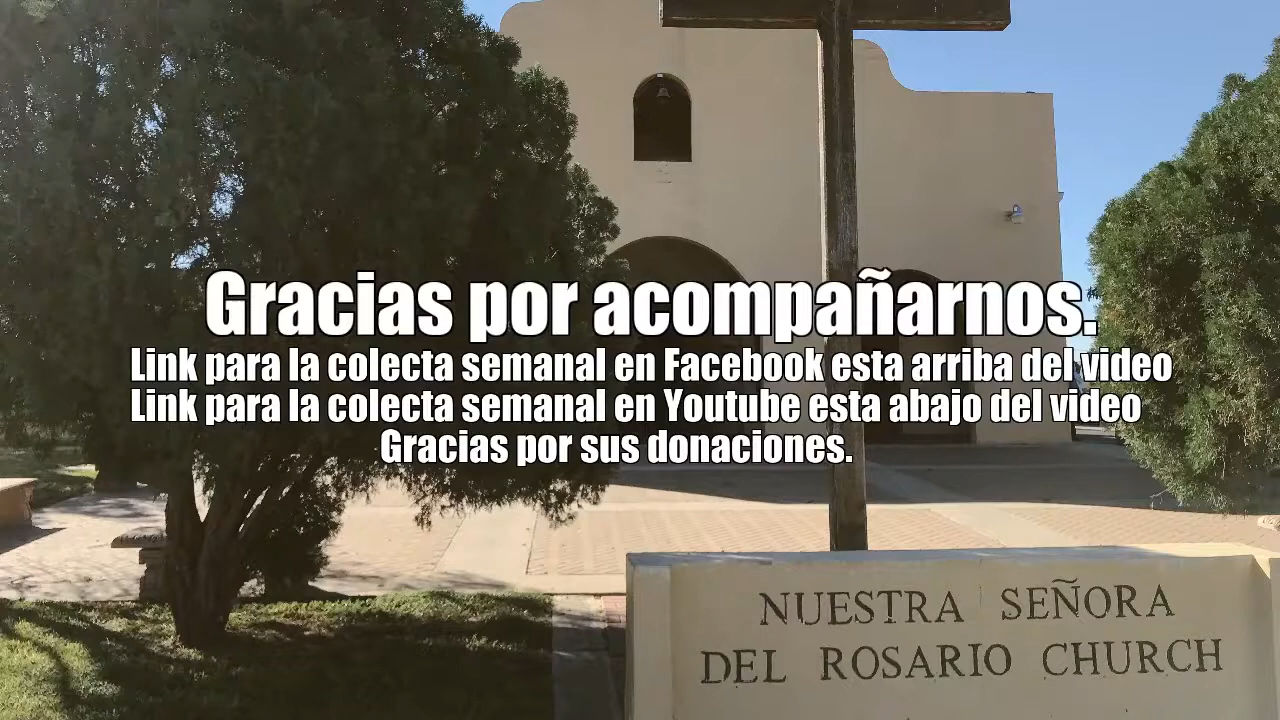 Gracias por acompañarnos.
Link para la colecta semanal en Facebook esta arriba del video
Link para la colecta semanal en Youtube esta abajo del video
Gracias por sus donaciones.
NUESTRA SEÑORA
DEL ROSARIO CHURCH